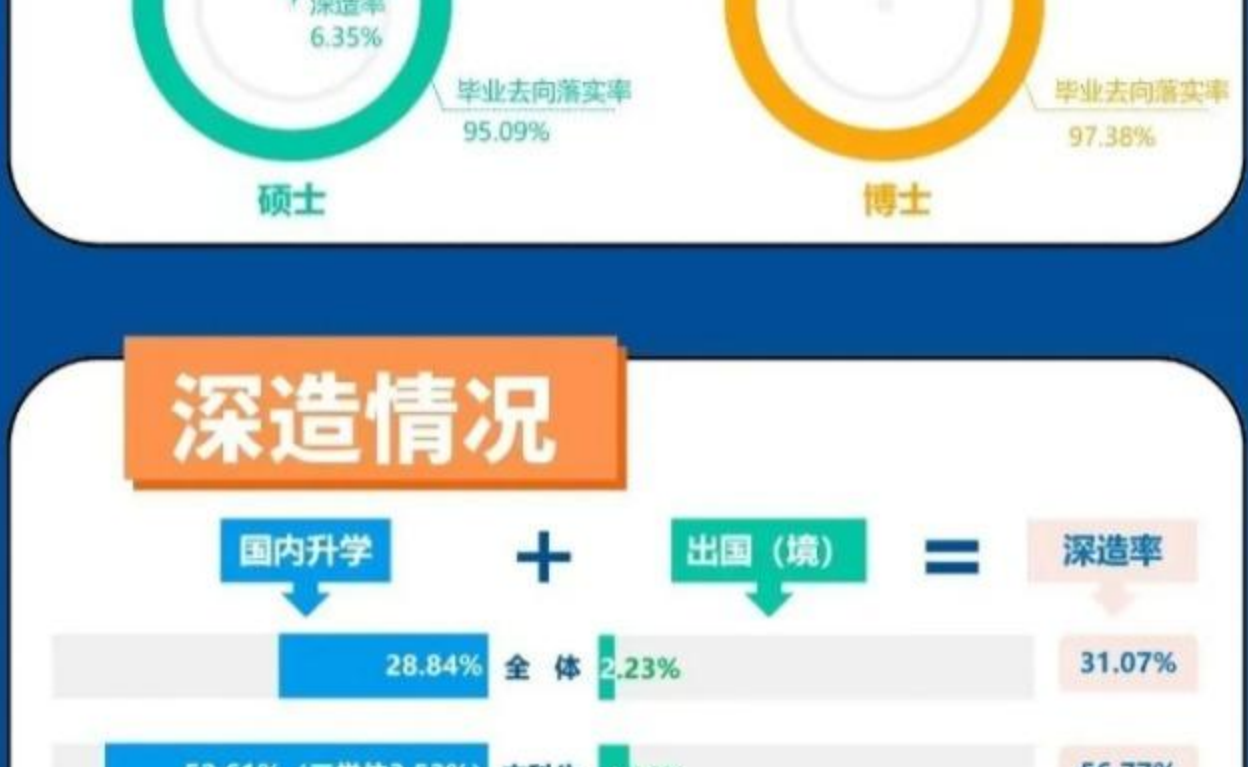 深造率
6.35%
毕业去向落实率
95.09%
硕士
毕业去向落实率
97.38%
博士
深造情况
国内升学
+
出国（境）
=
深造率
28.84%
全 体
2.23%
31.07%